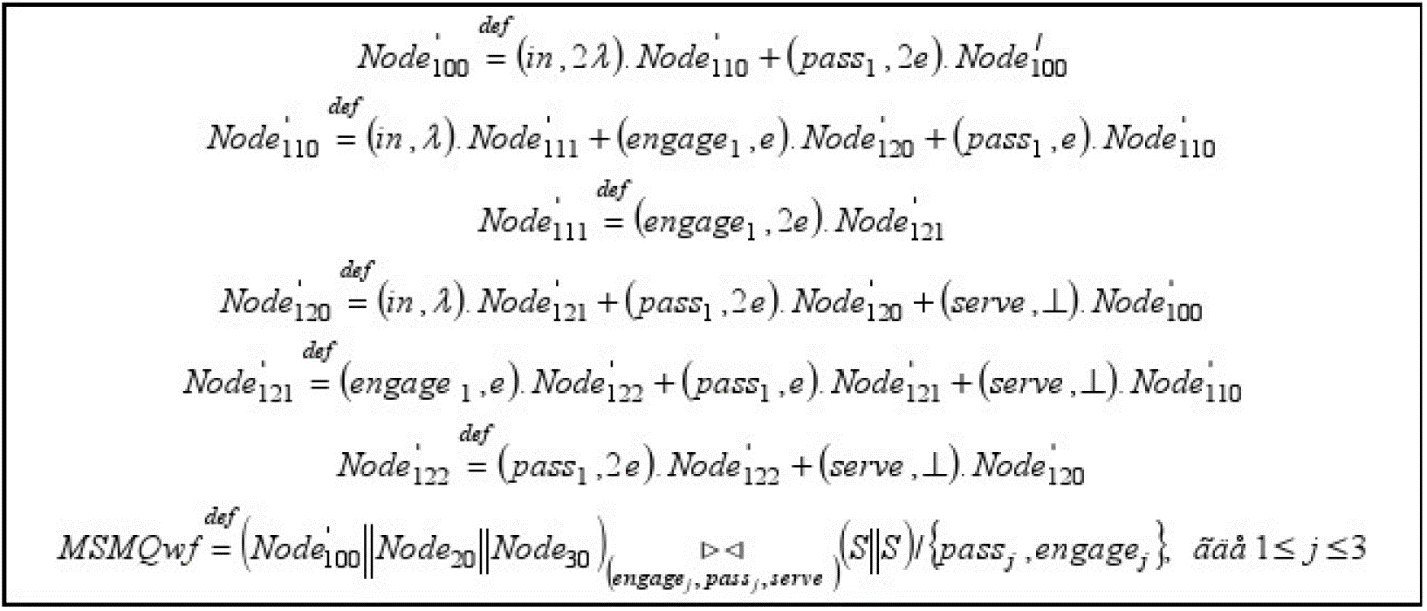 Node'₁₀₀ def= (in, 2λ). Node'₁₁₀ + (pass₁, 2e). Node'₁₀₀
Node'₁₁₀ def= (in, λ). Node'₁₁₁ + (engage₁, e). Node'₁₂₀ + (pass₁, e). Node'₁₁₀
Node'₁₁₁ def= (engage₁, 2e). Node'₁₂₁
Node'₁₂₀ def= (in, λ). Node'₁₂₁ + (pass₁, 2e). Node'₁₂₀ + (serve, ⊥). Node'₁₀₀
Node'₁₂₁ def= (engage ₁, e). Node'₁₂₂ + (pass₁, e). Node'₁₂₁ + (serve, ⊥). Node'₁₁₀
Node'₁₂₂ def= (pass₁, 2e). Node'₁₂₂ + (serve, ⊥). Node'₁₂₀
MSMQwf def= (Node'₁₀₀ || Node₂₀ || Node₃₀) ▷◁ (engageⱼ, passⱼ, serve) (S||S)/{passⱼ, engageⱼ}, ãäå 1 ≤ j ≤ 3